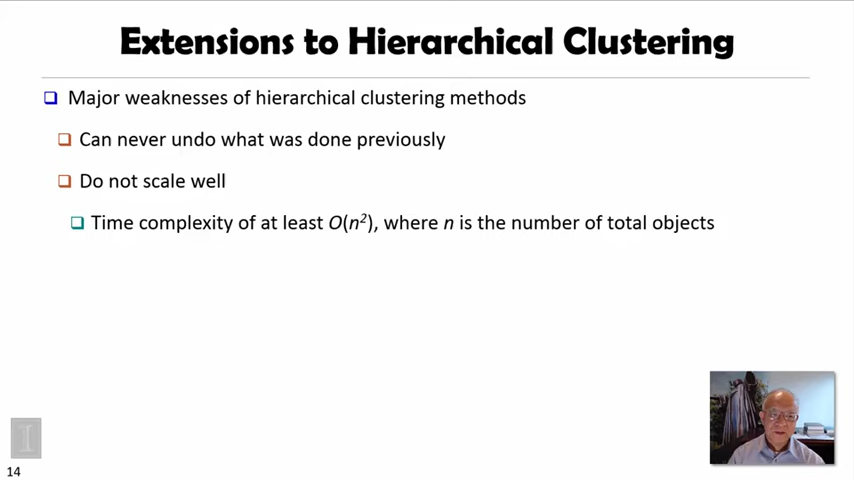 Extensions to Hierarchical Clustering
Major weaknesses of hierarchical clustering methods
Can never undo what was done previously
Do not scale well
Time complexity of at least O(n²), where n is the number of total objects
I
14